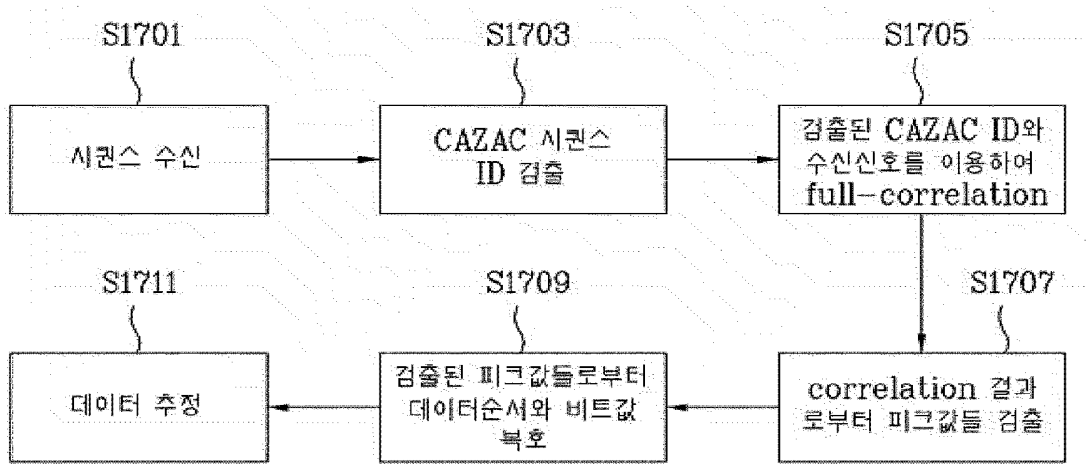 S1701
S1703
S1705
시퀀스 수신
CAZAC 시퀀스
ID 검출
검출된 CAZAC ID와
수신신호를 이용하여
full-correlation
S1711
S1709
S1707
데이터 추정
검출된 피크값들로부터
데이터순서와 비트값
복호
correlation 결과
로부터 피크값들 검출